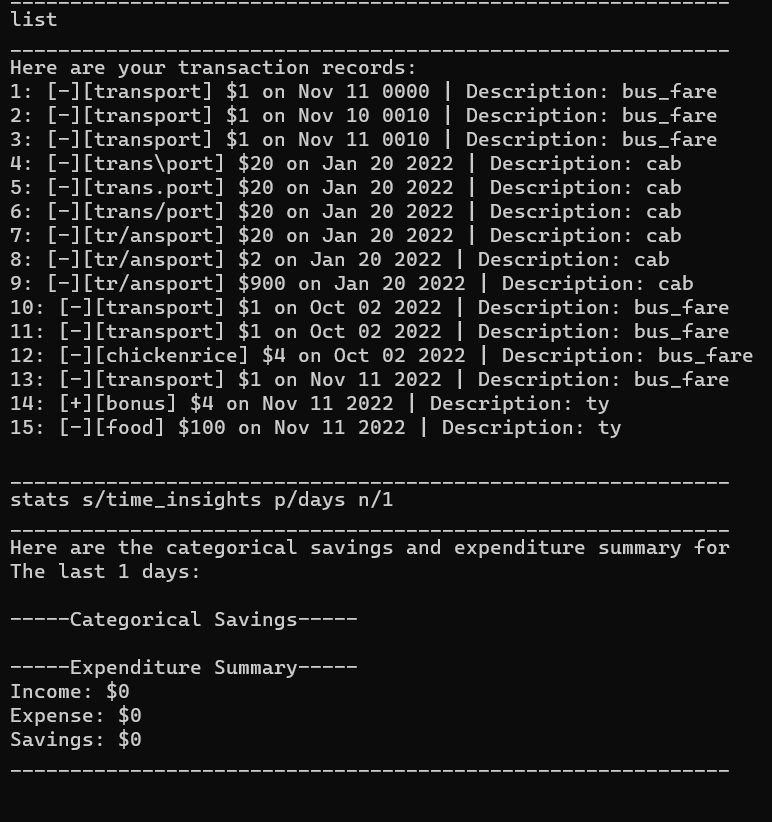 ____________________________________________________________
list
____________________________________________________________
Here are your transaction records:
1: [-][transport] $1 on Nov 11 0000 | Description: bus_fare
2: [-][transport] $1 on Nov 10 0010 | Description: bus_fare
3: [-][transport] $1 on Nov 11 0010 | Description: bus_fare
4: [-][trans\port] $20 on Jan 20 2022 | Description: cab
5: [-][trans.port] $20 on Jan 20 2022 | Description: cab
6: [-][trans/port] $20 on Jan 20 2022 | Description: cab
7: [-][tr/ansport] $20 on Jan 20 2022 | Description: cab
8: [-][tr/ansport] $2 on Jan 20 2022 | Description: cab
9: [-][tr/ansport] $900 on Jan 20 2022 | Description: cab
10: [-][transport] $1 on Oct 02 2022 | Description: bus_fare
11: [-][transport] $1 on Oct 02 2022 | Description: bus_fare
12: [-][chickenrice] $4 on Oct 02 2022 | Description: bus_fare
13: [-][transport] $1 on Nov 11 2022 | Description: bus_fare
14: [+][bonus] $4 on Nov 11 2022 | Description: ty
15: [-][food] $100 on Nov 11 2022 | Description: ty
____________________________________________________________
stats s/time_insights p/days n/1
____________________________________________________________
Here are the categorical savings and expenditure summary for
The last 1 days:
-----Categorical Savings-----
-----Expenditure Summary-----
Income: $0
Expense: $0
Savings: $0
____________________________________________________________